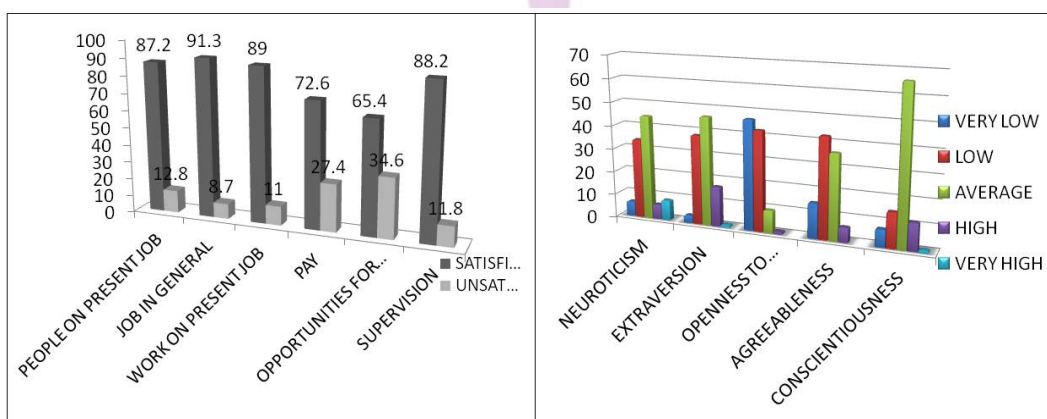 100
90
80
70
60
50
40
30
20
10
0
87.2
12.8
91.3
8.7
89
11
72.6
27.4
65.4
34.6
88.2
11.8
PEOPLE ON PRESENT JOB
JOB IN GENERAL
WORK ON PRESENT JOB
PAY
OPPORTUNITIES FOR...
SUPERVISION
SATISFI...
UNSAT...
70
60
50
40
30
20
10
0
NEUROTICISM
EXTRAVERSION
OPENNESS TO...
AGREEABLENESS
CONSCIENTIOUSNESS
VERY LOW
LOW
AVERAGE
HIGH
VERY HIGH